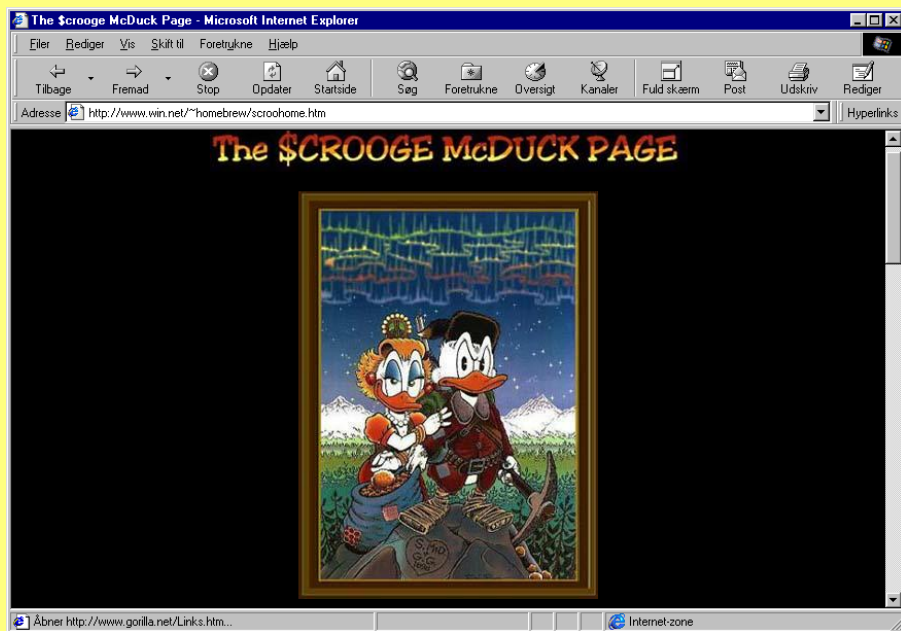 The $crooge McDuck Page - Microsoft Internet Explorer
Filer Rediger Vis Skift til Foretrukne Hjælp
Tilbage Fremad Stop Opdater Startside Søg Foretrukne Oversigt Kanaler Fuld skærm Post Udskriv Rediger
Adresse http://www.win.net/~homebrew/scroohome.htm Hyperlinks
The $CROOGE McDUCK PAGE
S. McD.
G.G.
1898
Åbner http://www.gorilla.net/Links.htm... Internet-zone